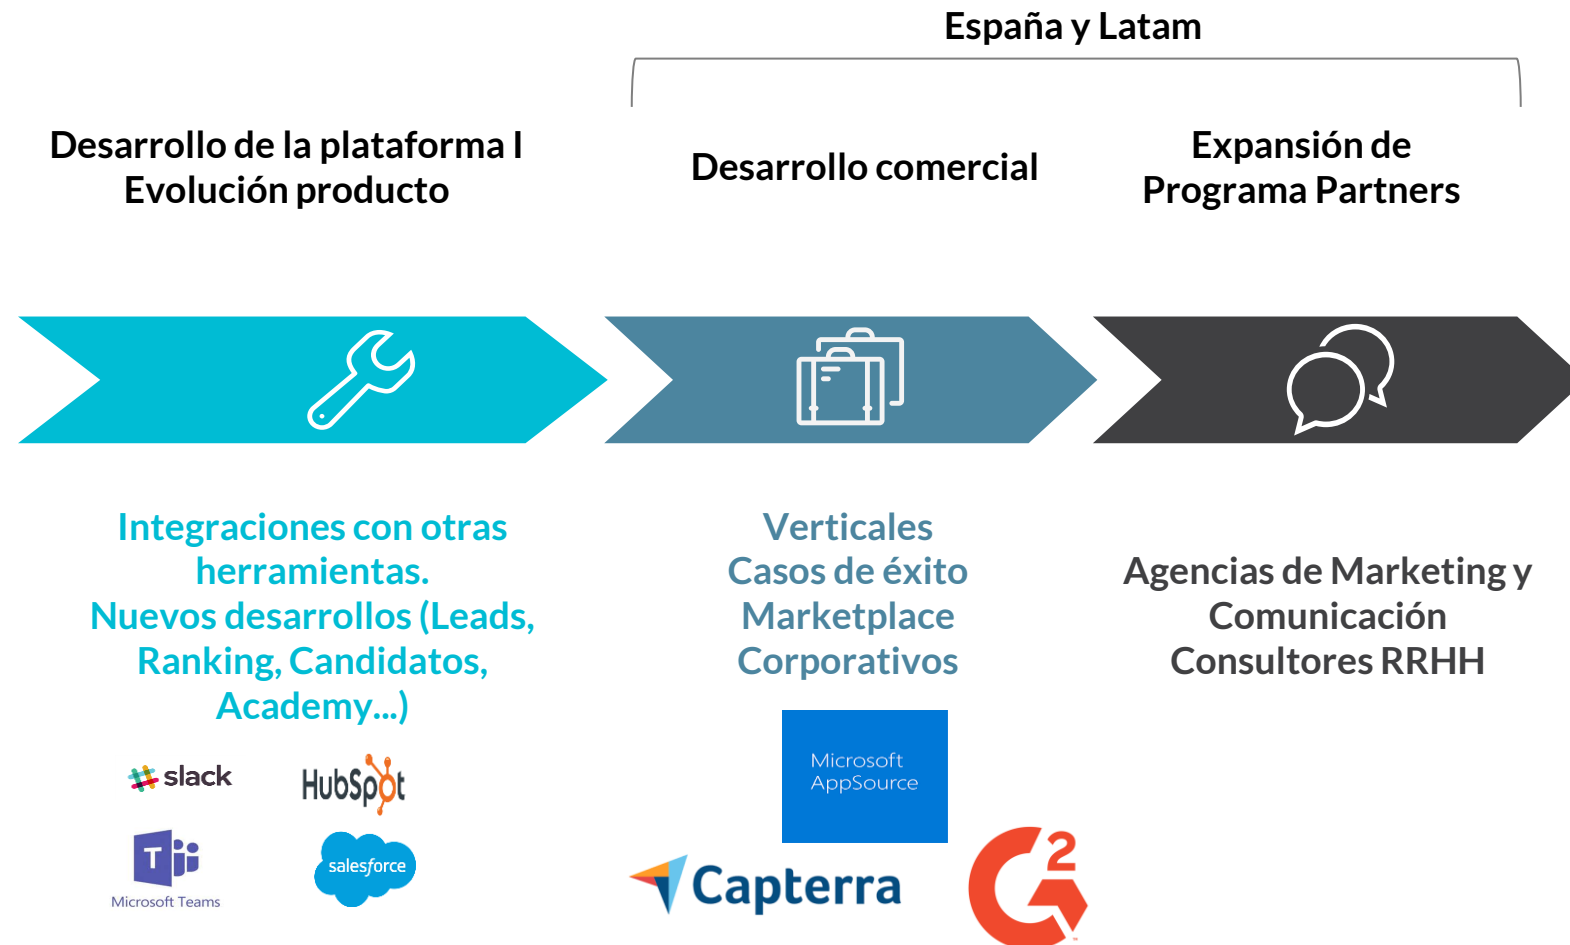 España y Latam
Desarrollo de la plataforma I
Evolución producto
Desarrollo comercial
Expansión de
Programa Partners
Integraciones con otras
herramientas.
Nuevos desarrollos (Leads,
Ranking, Candidatos,
Academy...)
slack
HubSpot
T
Microsoft Teams
salesforce
Verticales
Casos de éxito
Marketplace
Corporativos
Microsoft
AppSource
Capterra
G2
Agencias de Marketing y
Comunicación
Consultores RRHH